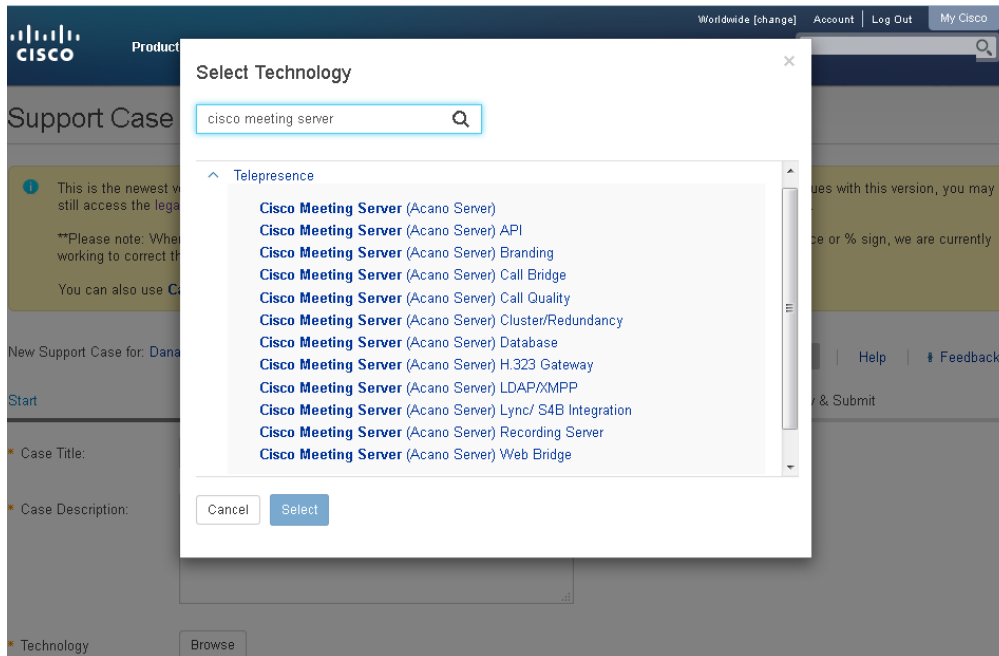 Worldwide [change] Account Log Out My Cisco
CISCO
Product
Support Case
This is the newest v
ues with this version, you may
still access the lega
**Please note: Whe
ce or % sign, we are currently
working to correct th
You can also use Ca
New Support Case for: Dana
Help Feedback
Start
& Submit
* Case Title:
* Case Description:
* Technology
Browse
Select Technology
×
cisco meeting server
Telepresence
Cisco Meeting Server (Acano Server)
Cisco Meeting Server (Acano Server) API
Cisco Meeting Server (Acano Server) Branding
Cisco Meeting Server (Acano Server) Call Bridge
Cisco Meeting Server (Acano Server) Call Quality
Cisco Meeting Server (Acano Server) Cluster/Redundancy
Cisco Meeting Server (Acano Server) Database
Cisco Meeting Server (Acano Server) H.323 Gateway
Cisco Meeting Server (Acano Server) LDAP/XMPP
Cisco Meeting Server (Acano Server) Lync/ S4B Integration
Cisco Meeting Server (Acano Server) Recording Server
Cisco Meeting Server (Acano Server) Web Bridge
Cancel Select